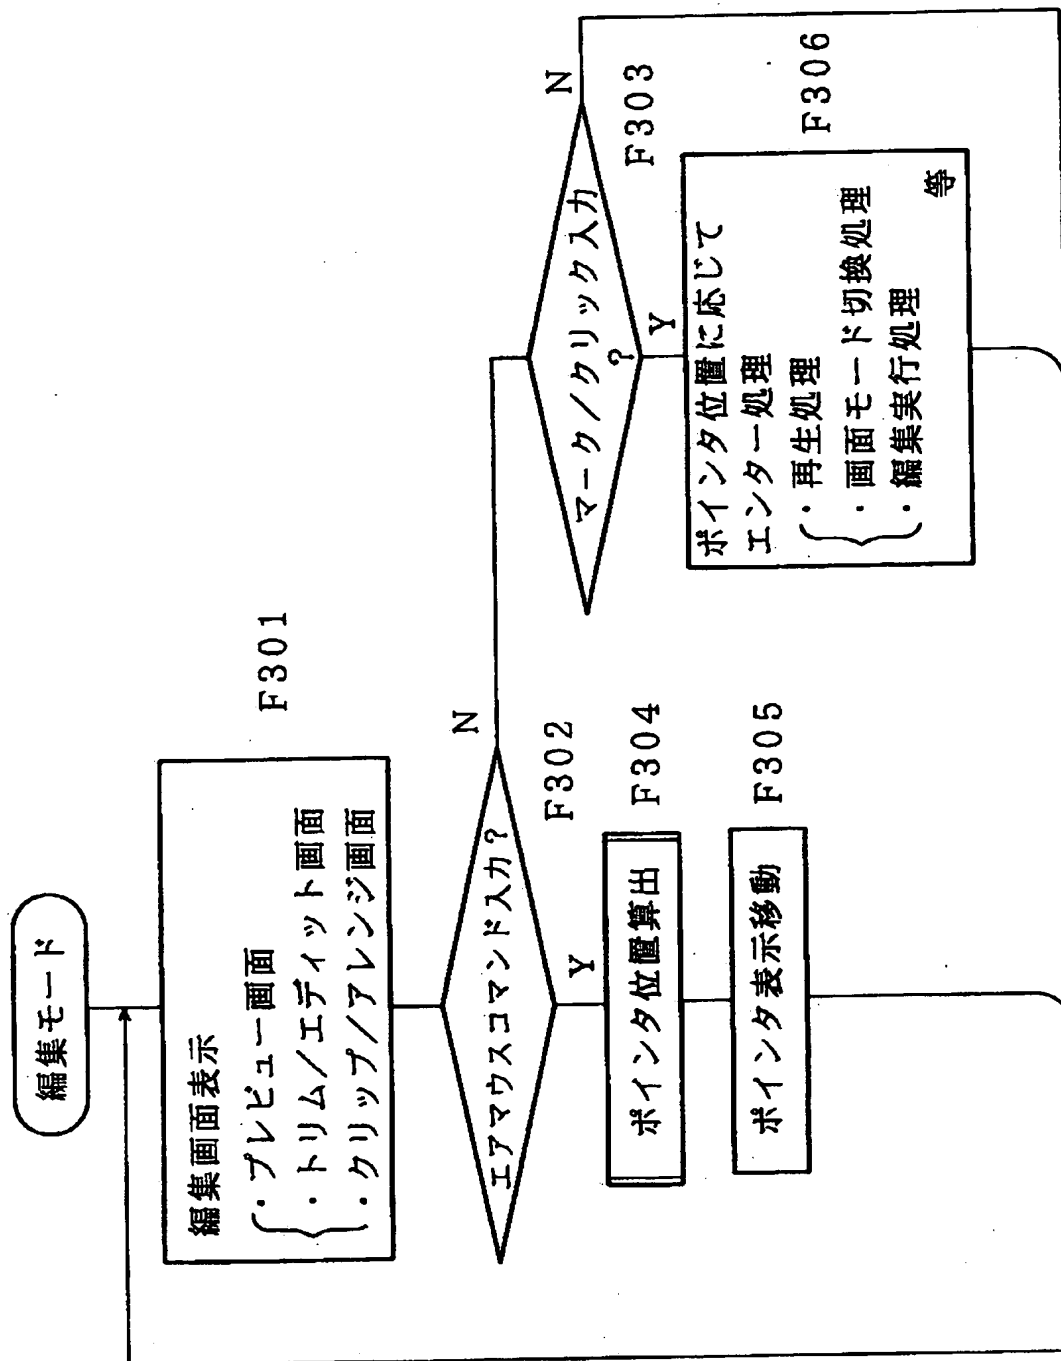 編集モード
編集画面表示
・プレビュー画面
・トリム／エディット画面
・クリップ／アレンジ画面
F301
エアマウスコマンド入力？
F302
N
Y
ポインタ位置算出
F304
ポインタ表示移動
F305
マーク／クリック入力
？
F303
N
Y
ポインタ位置に応じて
エンター処理
・再生処理
・画面モード切換処理
・編集実行処理
等
F306